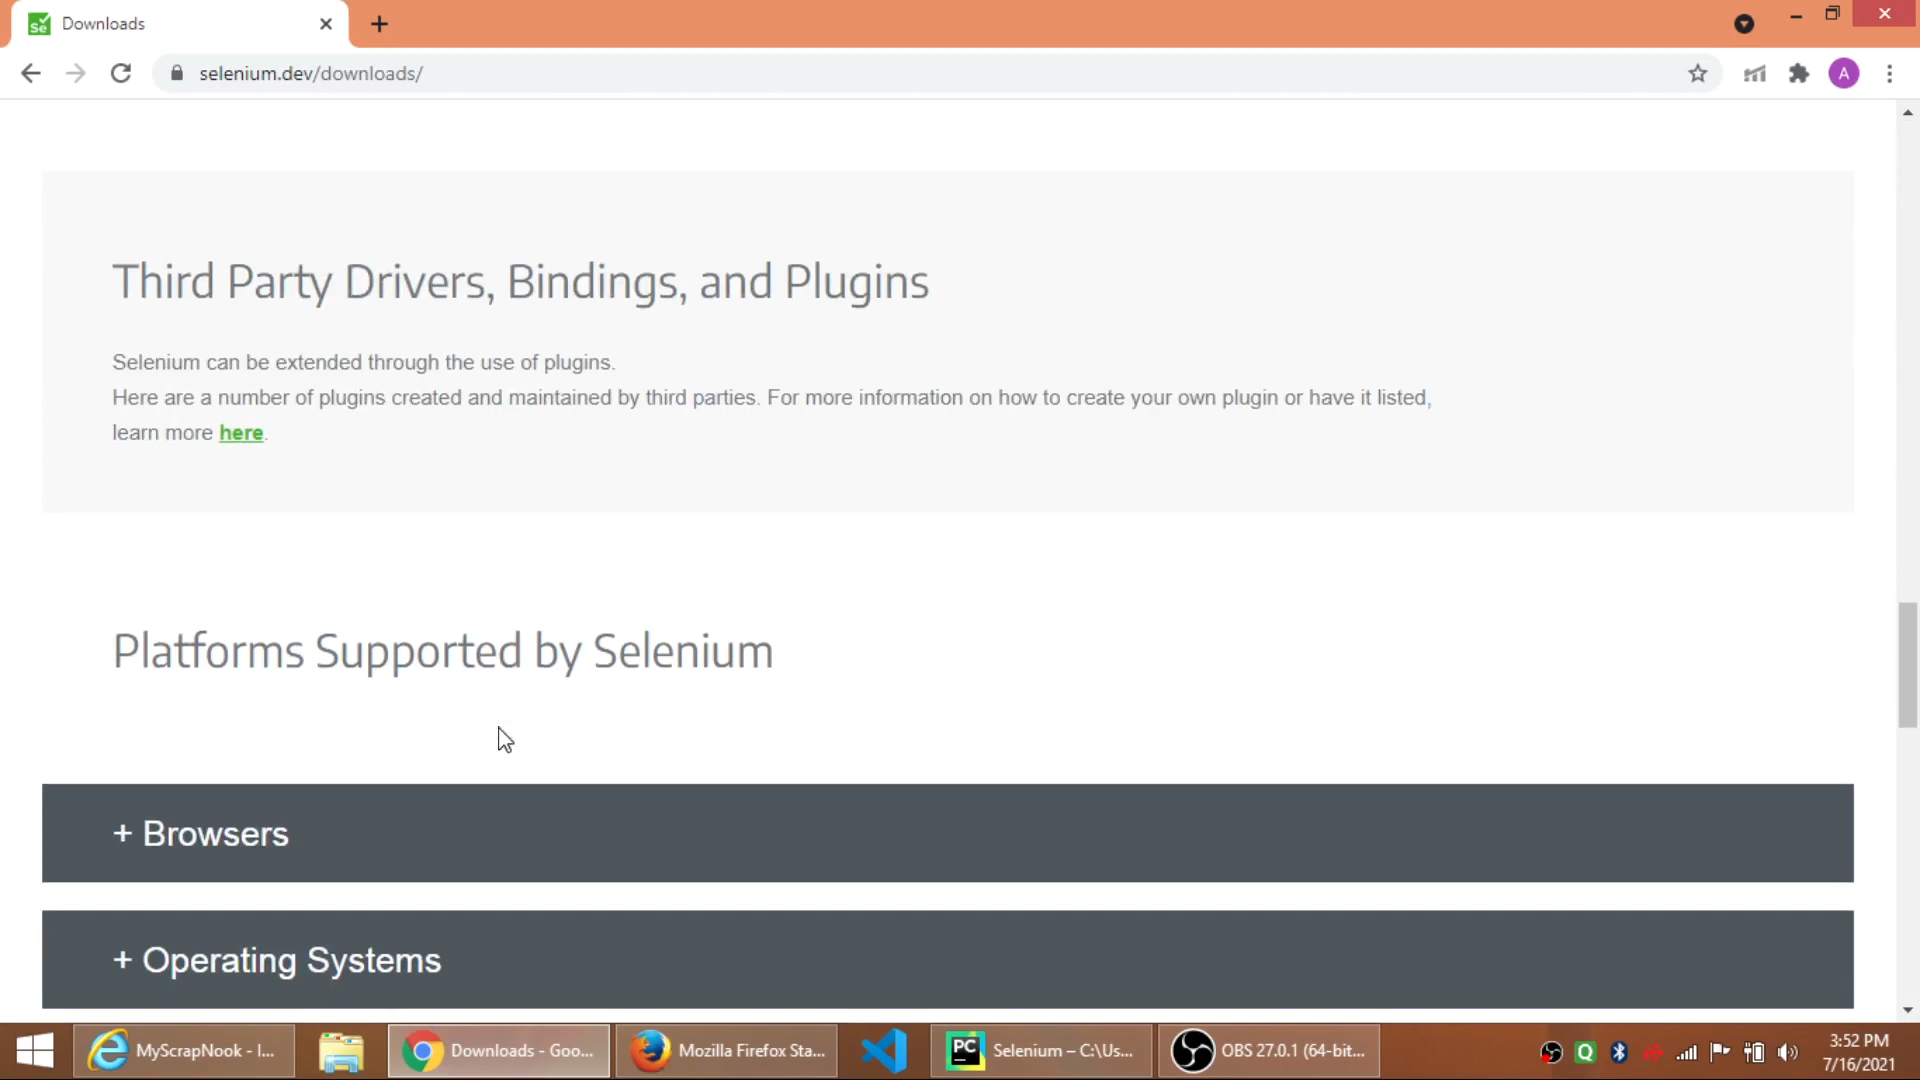 Downloads
selenium.dev/downloads/
A
Third Party Drivers, Bindings, and Plugins
Selenium can be extended through the use of plugins.
Here are a number of plugins created and maintained by third parties. For more information on how to create your own plugin or have it listed,
learn more here.
Platforms Supported by Selenium
+ Browsers
+ Operating Systems
MyScrapNook - I...
Downloads - Goo...
Mozilla Firefox Sta...
PC
Selenium – C:\Us...
OBS 27.0.1 (64-bit...
Q
3:52 PM
7/16/2021